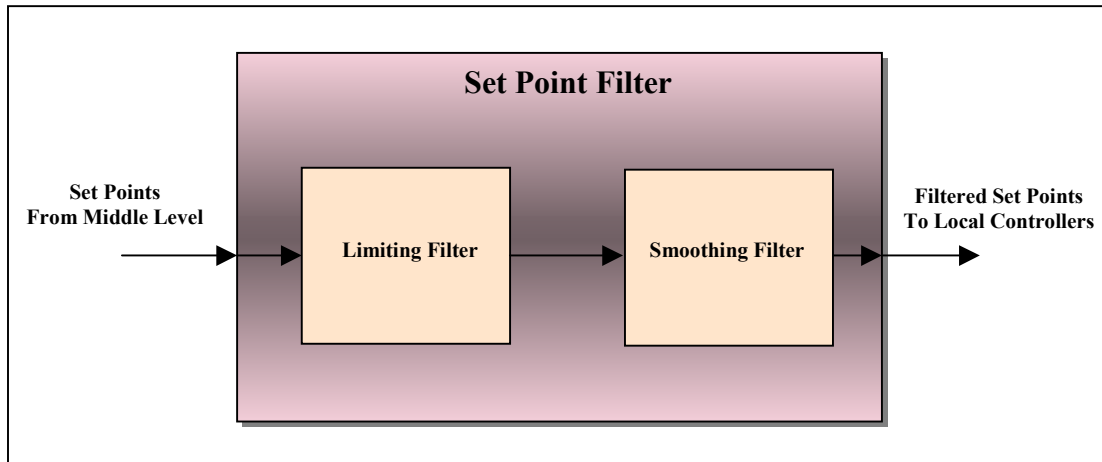 Set Point Filter
Set Points
From Middle Level
Limiting Filter
Smoothing Filter
Filtered Set Points
To Local Controllers